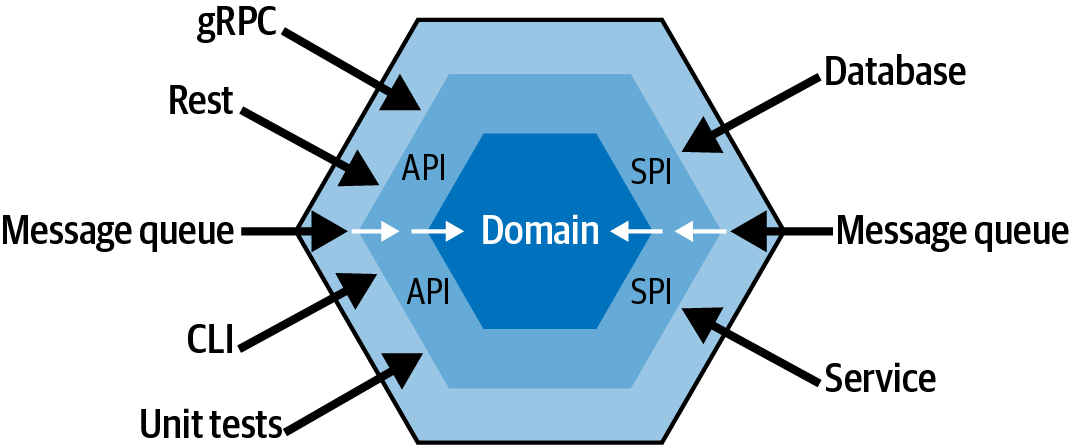 gRPC
Rest
Message queue
CLI
Unit tests
API
API
Domain
SPI
SPI
Database
Message queue
Service